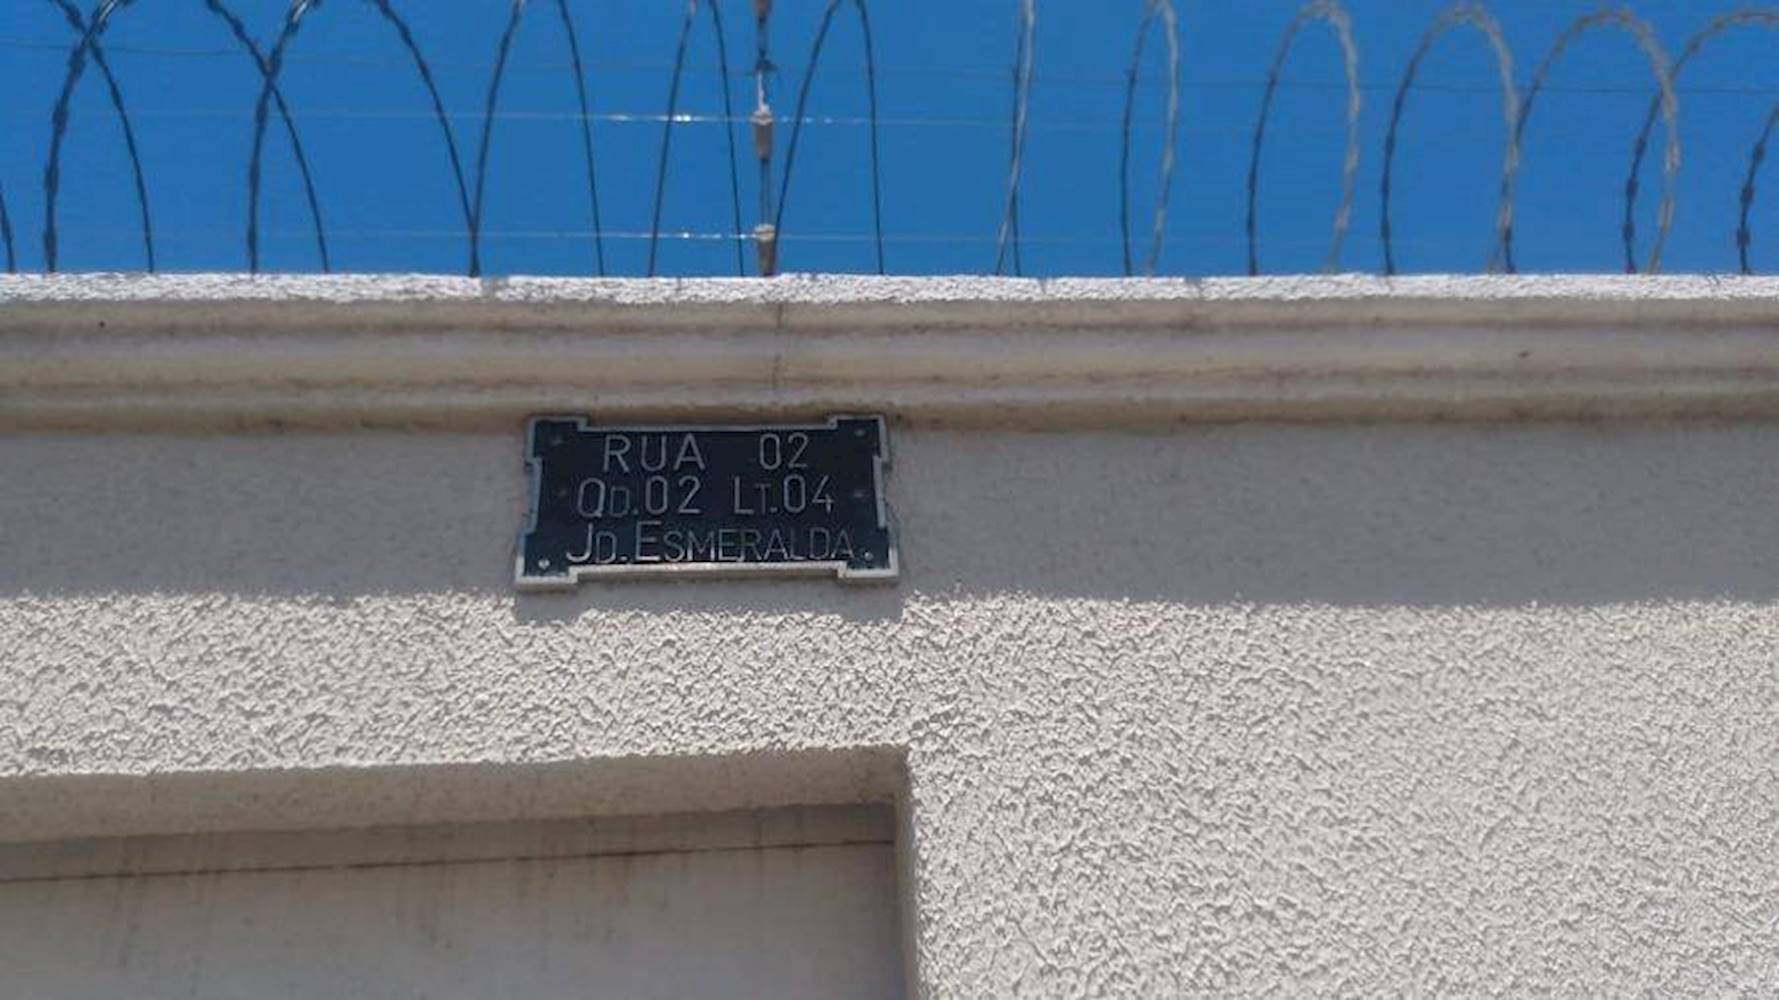 RUA 02
QD.02 LT.04
JD. ESMERALDA